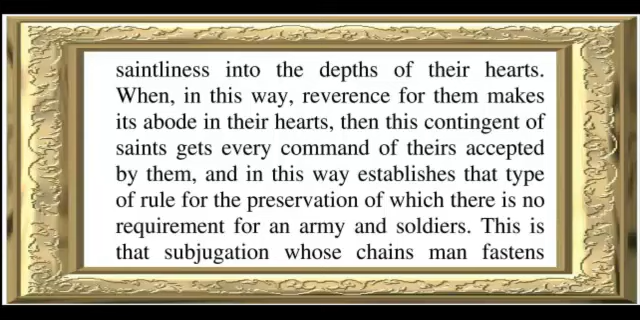 saintliness into the depths of their hearts.
When, in this way, reverence for them makes
its abode in their hearts, then this contingent of
saints gets every command of theirs accepted
by them, and in this way establishes that type
of rule for the preservation of which there is no
requirement for an army and soldiers. This is
that subjugation whose chains man fastens